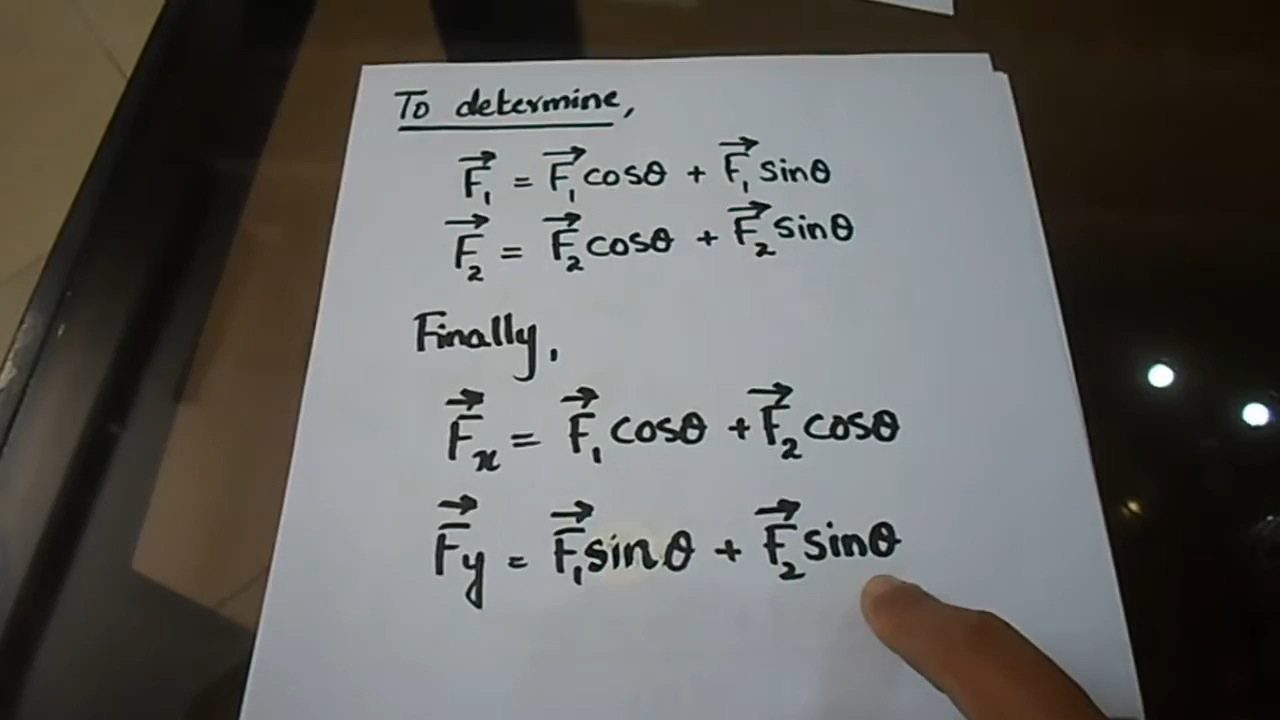 To determine,
F⃗₁ = F⃗₁cosθ + F⃗₁sinθ
F⃗₂ = F⃗₂cosθ + F⃗₂sinθ
Finally,
F⃗ₓ = F⃗₁cosθ + F⃗₂cosθ
F⃗y = F⃗₁sinθ + F⃗₂sinθ